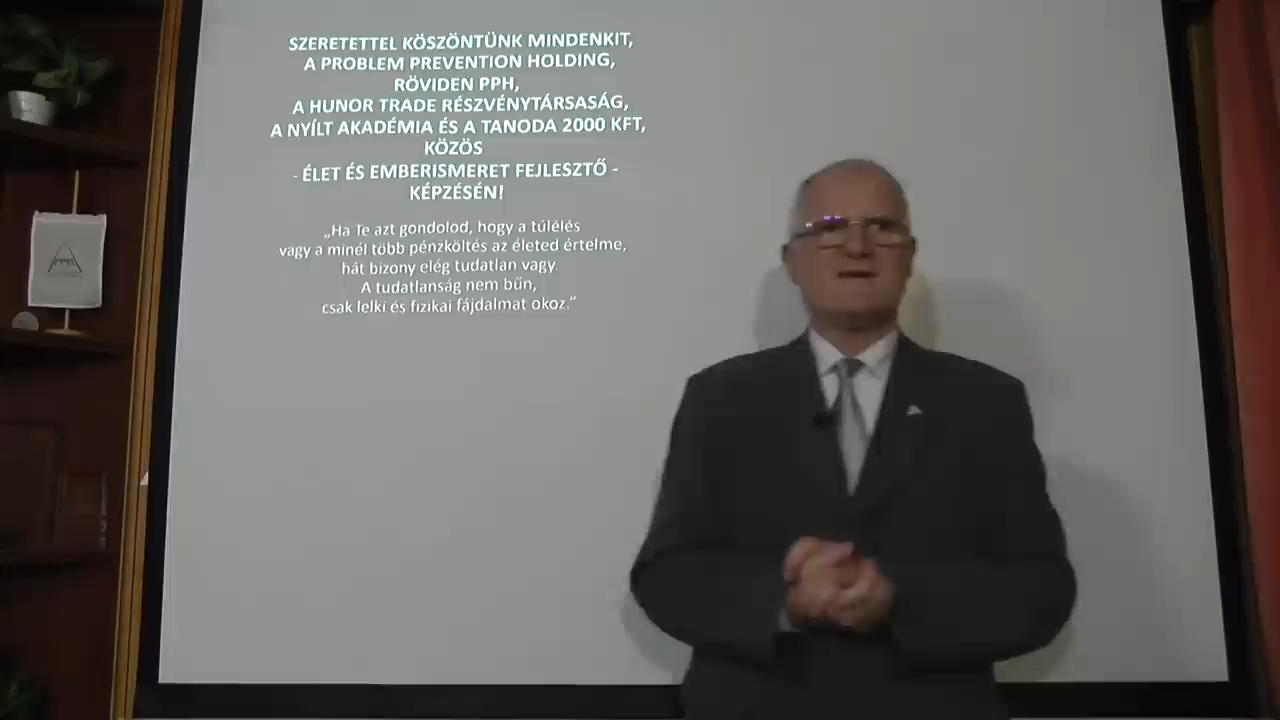 SZERETETTEL KÖSZÖNTÜNK MINDENKIT,
A PROBLEM PREVENTION HOLDING,
RÖVIDEN PPH,
A HUNOR TRADE RÉSZVÉNYTÁRSASÁG,
A NYÍLT AKADÉMIA ÉS A TANODA 2000 KFT,
KÖZÖS
- ÉLET ÉS EMBERISMERET FEJLESZTŐ -
KÉPZÉSÉN!
„Ha Te azt gondolod, hogy a túlélés
vagy a minél több pénzköltés az életed értelme,
hát bizony elég tudatlan vagy.
A tudatlanság nem bűn,
csak lelki és fizikai fájdalmat okoz.”